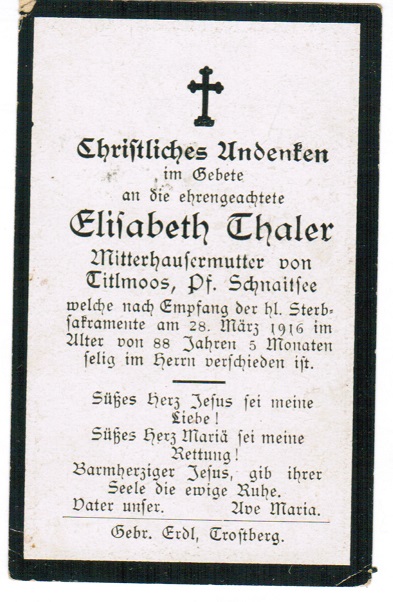 Christliches Andenken
im Gebete
an die ehrengeachtete
Elisabeth Thaler
Mitterhausermutter von
Titlmoos, Pf. Schnaitsee
welche nach Empfang der hl. Sterb-
sakramente am 28. März 1916 im
Alter von 88 Jahren 5 Monaten
selig im Herrn verschieden ist.
Süßes Herz Jesus sei meine
Liebe!
Süßes Herz Mariä sei meine
Rettung!
Barmherziger Jesus, gib ihrer
Seele die ewige Ruhe.
Vater unser. Ave Maria.
Gebr. Erdl, Trostberg.